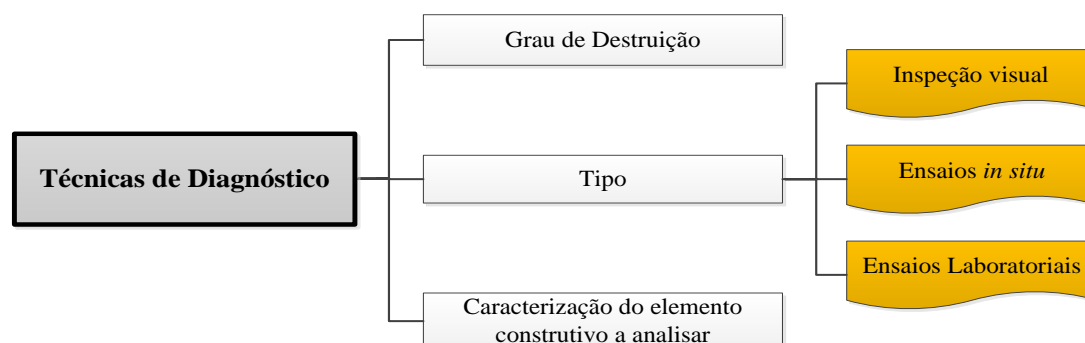 Técnicas de Diagnóstico
Grau de Destruição
Tipo
Caracterização do elemento
construtivo a analisar
Inspeção visual
Ensaios in situ
Ensaios Laboratoriais